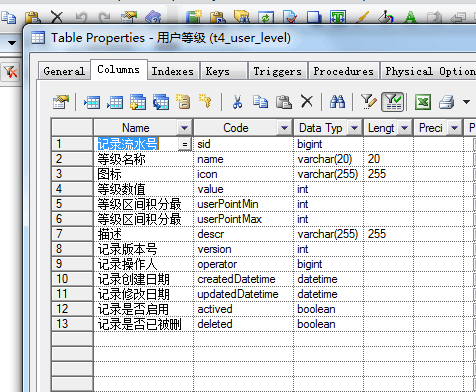 Table Properties - 用户等级 (t4_user_level)
General Columns Indexes Keys Triggers Procedures Physical Option
Name Code Data Typ Lengt Preci P
1 记录流水号 = sid bigint
2 等级名称 name varchar(20) 20
3 图标 icon varchar(255) 255
4 等级数值 value int
5 等级区间积分最 userPointMin int
6 等级区间积分最 userPointMax int
7 描述 descr varchar(255) 255
8 记录版本号 version int
9 记录操作人 operator bigint
10 记录创建日期 createdDatetime datetime
11 记录修改日期 updatedDatetime datetime
12 记录是否启用 actived boolean
13 记录是否已被删 deleted boolean